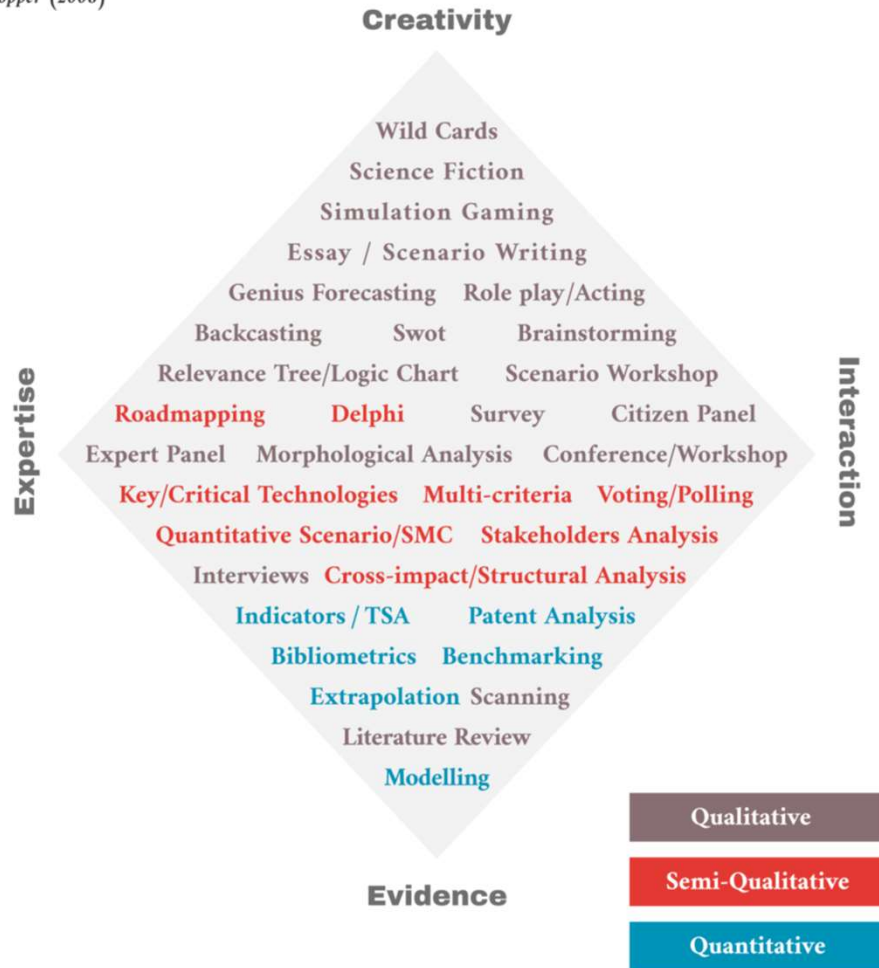 (2008)
Creativity
Wild Cards
Science Fiction
Simulation Gaming
Essay / Scenario Writing
Genius Forecasting Role play/Acting
Backcasting Swot Brainstorming
Relevance Tree/Logic Chart Scenario Workshop
Roadmapping Delphi Survey Citizen Panel
Expertise
Interaction
Expert Panel Morphological Analysis Conference/Workshop
Key/Critical Technologies Multi-criteria Voting/Polling
Quantitative Scenario/SMC Stakeholders Analysis
Interviews Cross-impact/Structural Analysis
Indicators / TSA Patent Analysis
Bibliometrics Benchmarking
Extrapolation Scanning
Literature Review
Modelling
Evidence
Qualitative
Semi-Qualitative
Quantitative